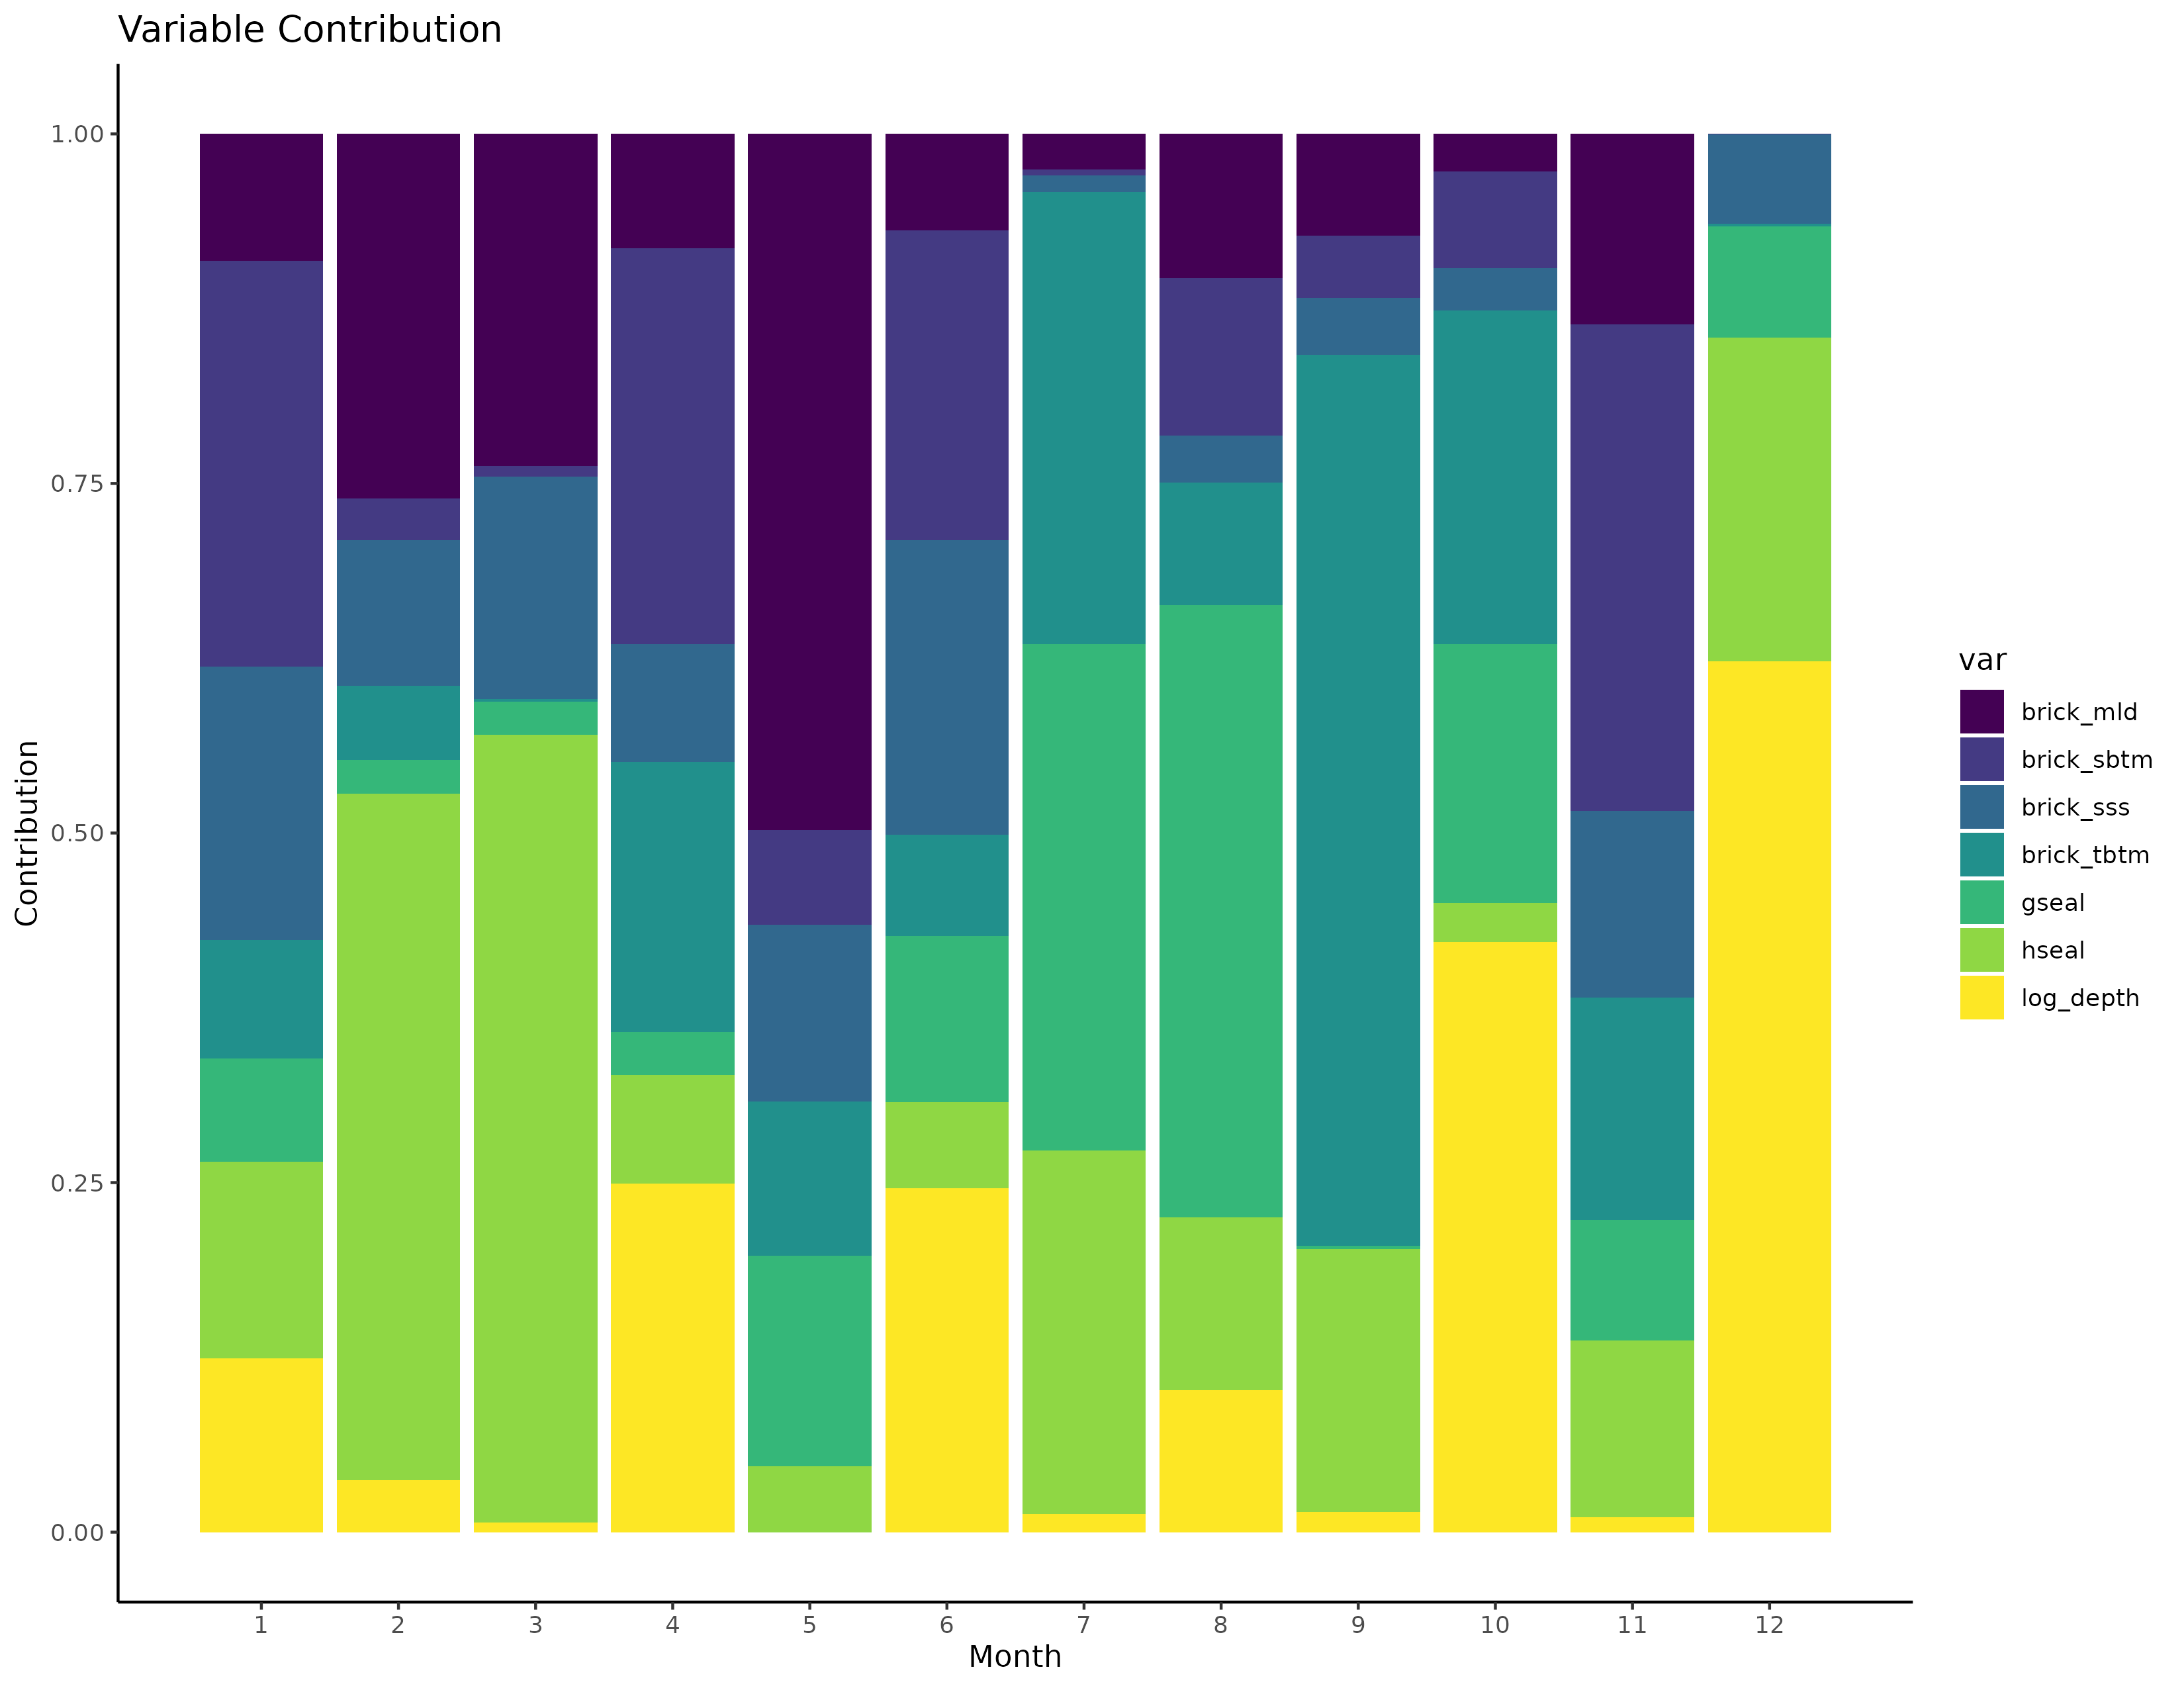 Variable Contribution
Contribution
1.00
0.75
0.50
0.25
0.00
1 2 3 4 5 6 7 8 9 10 11 12
Month
var
brick_mld
brick_sbtm
brick_sss
brick_tbtm
gseal
hseal
log_depth